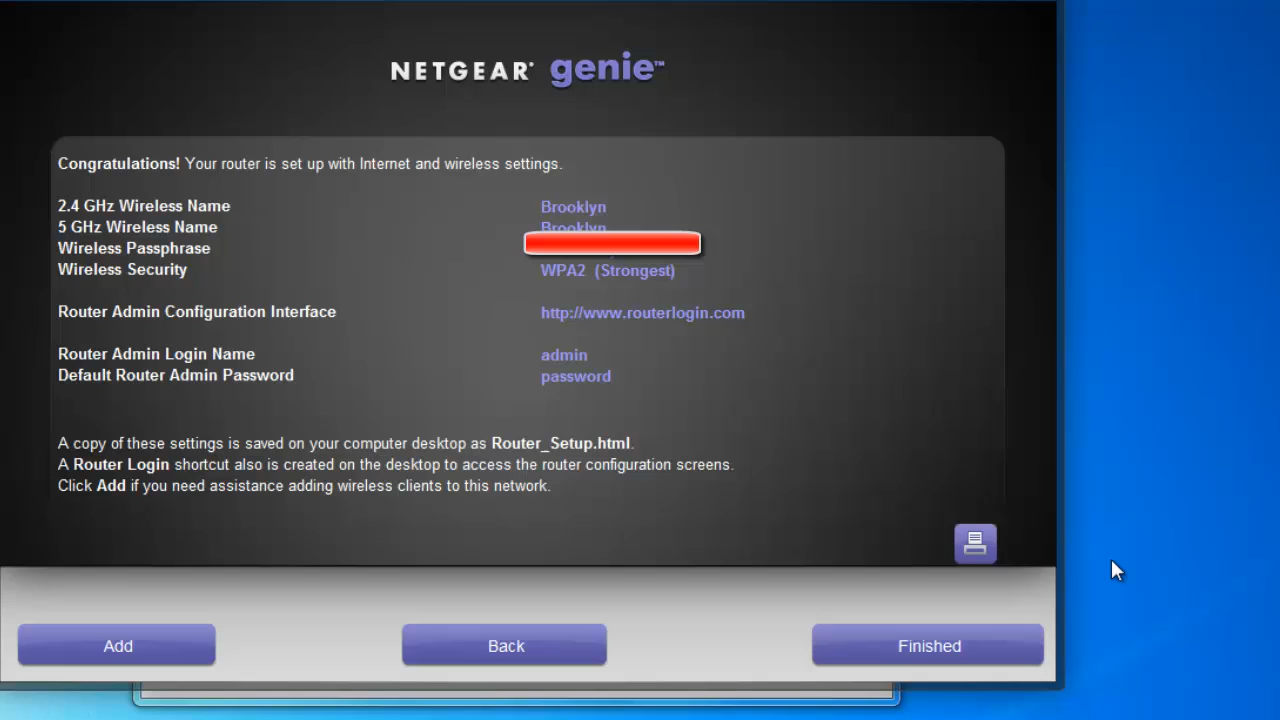 NETGEAR® genie™
Congratulations! Your router is set up with Internet and wireless settings.
2.4 GHz Wireless Name Brooklyn
5 GHz Wireless Name Brooklyn
Wireless Passphrase
Wireless Security WPA2 (Strongest)
Router Admin Configuration Interface http://www.routerlogin.com
Router Admin Login Name admin
Default Router Admin Password password
A copy of these settings is saved on your computer desktop as Router_Setup.html.
A Router Login shortcut also is created on the desktop to access the router configuration screens.
Click Add if you need assistance adding wireless clients to this network.
Add Back Finished